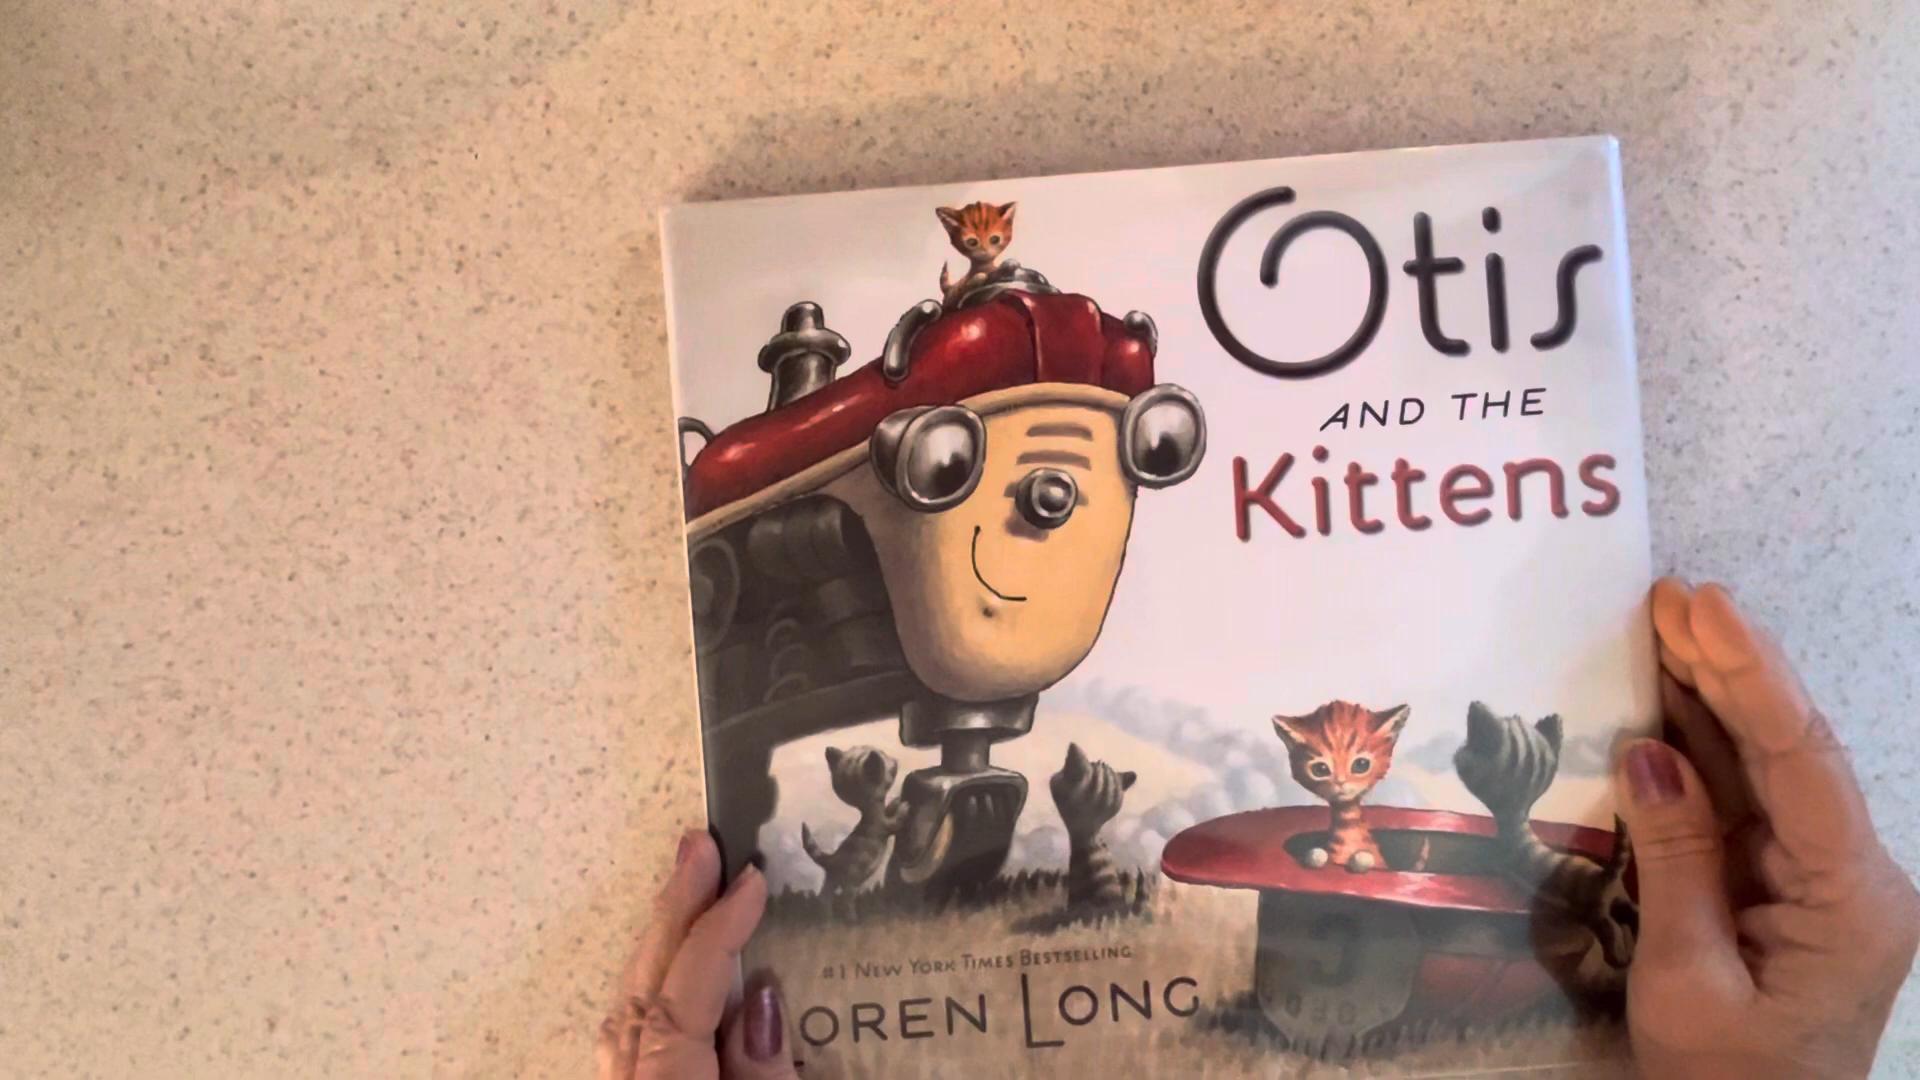 Otis
AND THE
Kittens
#1 NEW YORK TIMES BESTSELLING
LOREN LONG